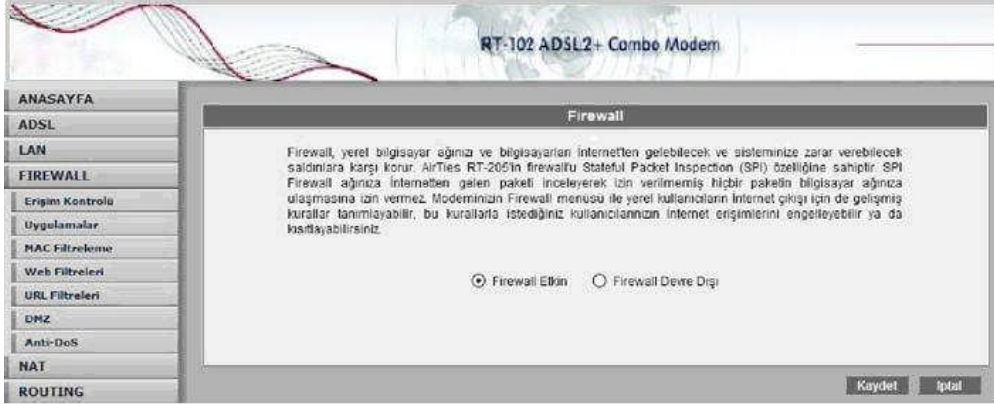 RT-102 ADSL2+ Combo Modem
ANASAYFA
ADSL
LAN
FIREWALL
Erişim Kontrolü
Uygulamalar
MAC Filtreleme
Web Filtreleri
URL Filtreleri
DMZ
Anti-DoS
NAT
ROUTING
Firewall
Firewall, yerel bilgisayar ağınızı ve bilgisayarları İnternet'ten gelebilecek ve sisteminize zarar verebilecek
saldırılara karşı korur. AirTies RT-205'in firewall'u Stateful Packet Inspection (SPI) özelliğine sahiptir. SPI
Firewall ağınıza İnternetten gelen paketi inceleyerek izin verilmemiş hiçbir paketin bilgisayar ağınıza
ulaşmasına izin vermez. Modeminizin Firewall menüsü ile yerel kullanıcıların İnternet çıkışı için de gelişmiş
kurallar tanımlayabilir, bu kurallarla istediğiniz kullanıcılarınızın İnternet erişimlerini engelleyebilir ya da
kısıtlayabilirsiniz.
Firewall Etkin
Firewall Devre Dışı
Kaydet
İptal